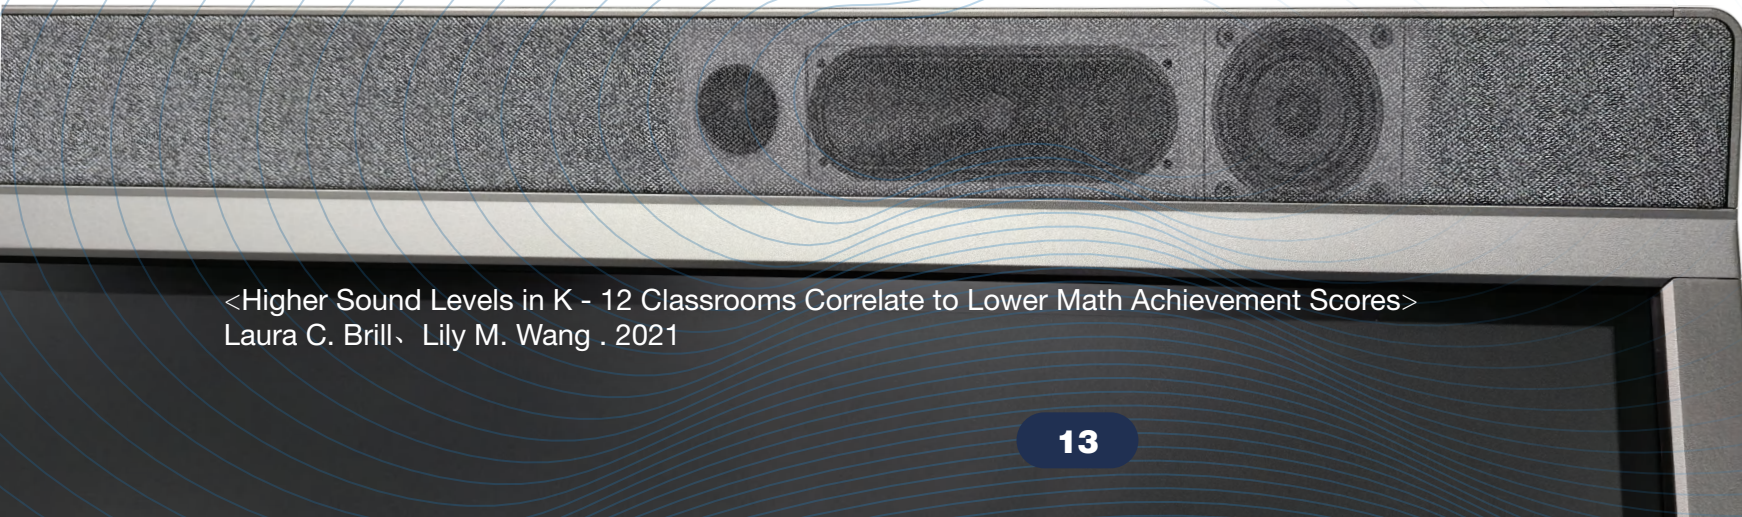 <Higher Sound Levels in K - 12 Classrooms Correlate to Lower Math Achievement Scores>
Laura C. Brill、Lily M. Wang . 2021
13